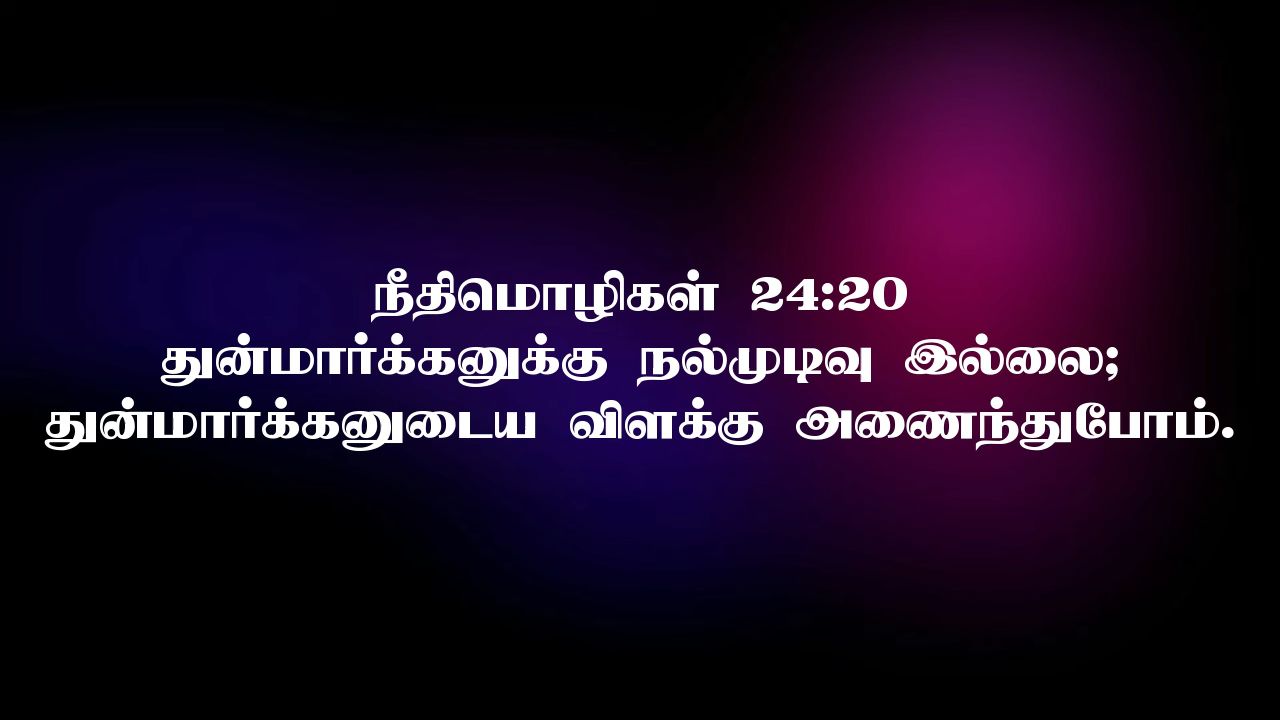 நீதிமொழிகள் 24:20
துன்மார்க்கனுக்கு நல்முடிவு இல்லை;
துன்மார்க்கனுடைய விளக்கு அணைந்துபோம்.